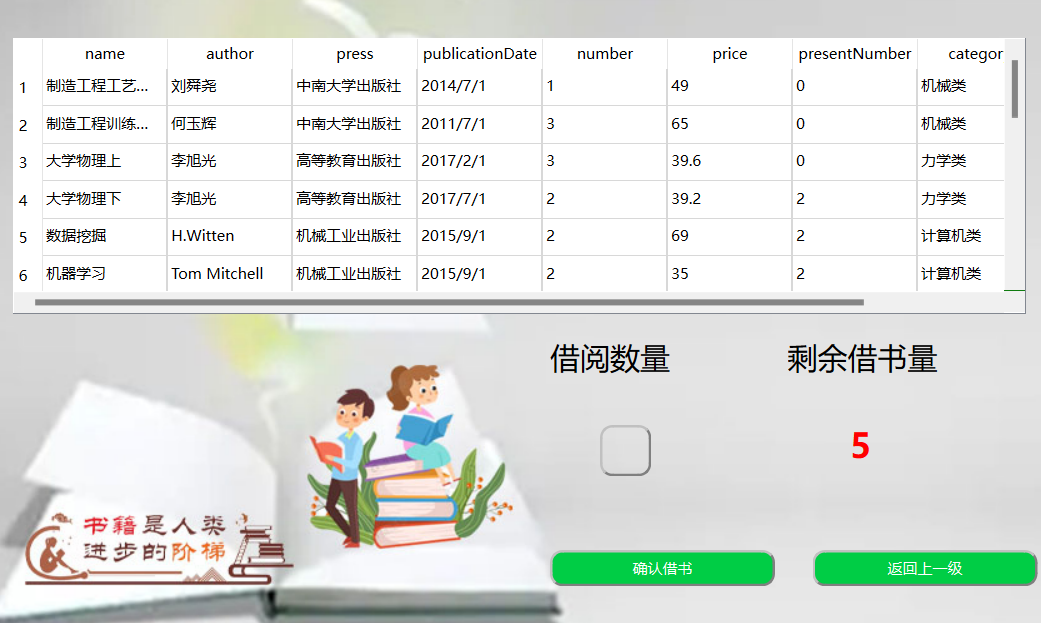 name author press publicationDate number price presentNumber categor
1 制造工程工艺... 刘舜尧 中南大学出版社 2014/7/1 1 49 0 机械类
2 制造工程训练... 何玉辉 中南大学出版社 2011/7/1 3 65 0 机械类
3 大学物理上 李旭光 高等教育出版社 2017/2/1 3 39.6 0 力学类
4 大学物理下 李旭光 高等教育出版社 2017/7/1 2 39.2 2 力学类
5 数据挖掘 H.Witten 机械工业出版社 2015/9/1 2 69 2 计算机类
6 机器学习 Tom Mitchell 机械工业出版社 2015/9/1 2 35 2 计算机类
借阅数量 剩余借书量
5
书籍是人类
进步的阶梯
确认借书 返回上一级